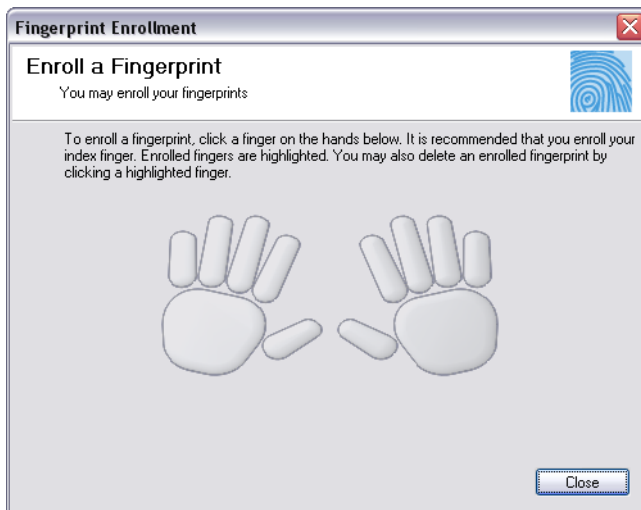 Fingerprint Enrollment
Enroll a Fingerprint
You may enroll your fingerprints
To enroll a fingerprint, click a finger on the hands below. It is recommended that you enroll your
index finger. Enrolled fingers are highlighted. You may also delete an enrolled fingerprint by
clicking a highlighted finger.
Close